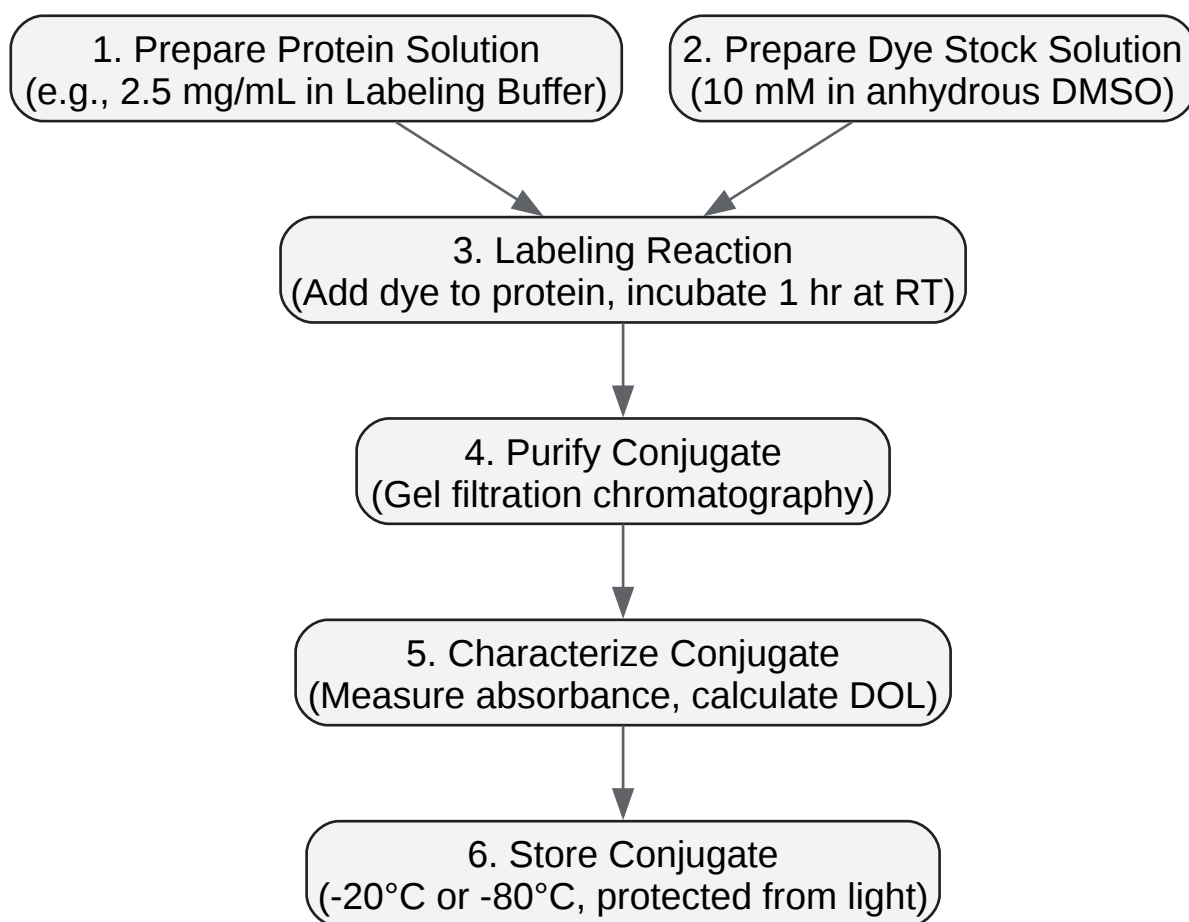 1. Prepare Protein Solution
(e.g., 2.5 mg/mL in Labeling Buffer)
2. Prepare Dye Stock Solution
(10 mM in anhydrous DMSO)
3. Labeling Reaction
(Add dye to protein, incubate 1 hr at RT)
4. Purify Conjugate
(Gel filtration chromatography)
5. Characterize Conjugate
(Measure absorbance, calculate DOL)
6. Store Conjugate
(-20°C or -80°C, protected from light)